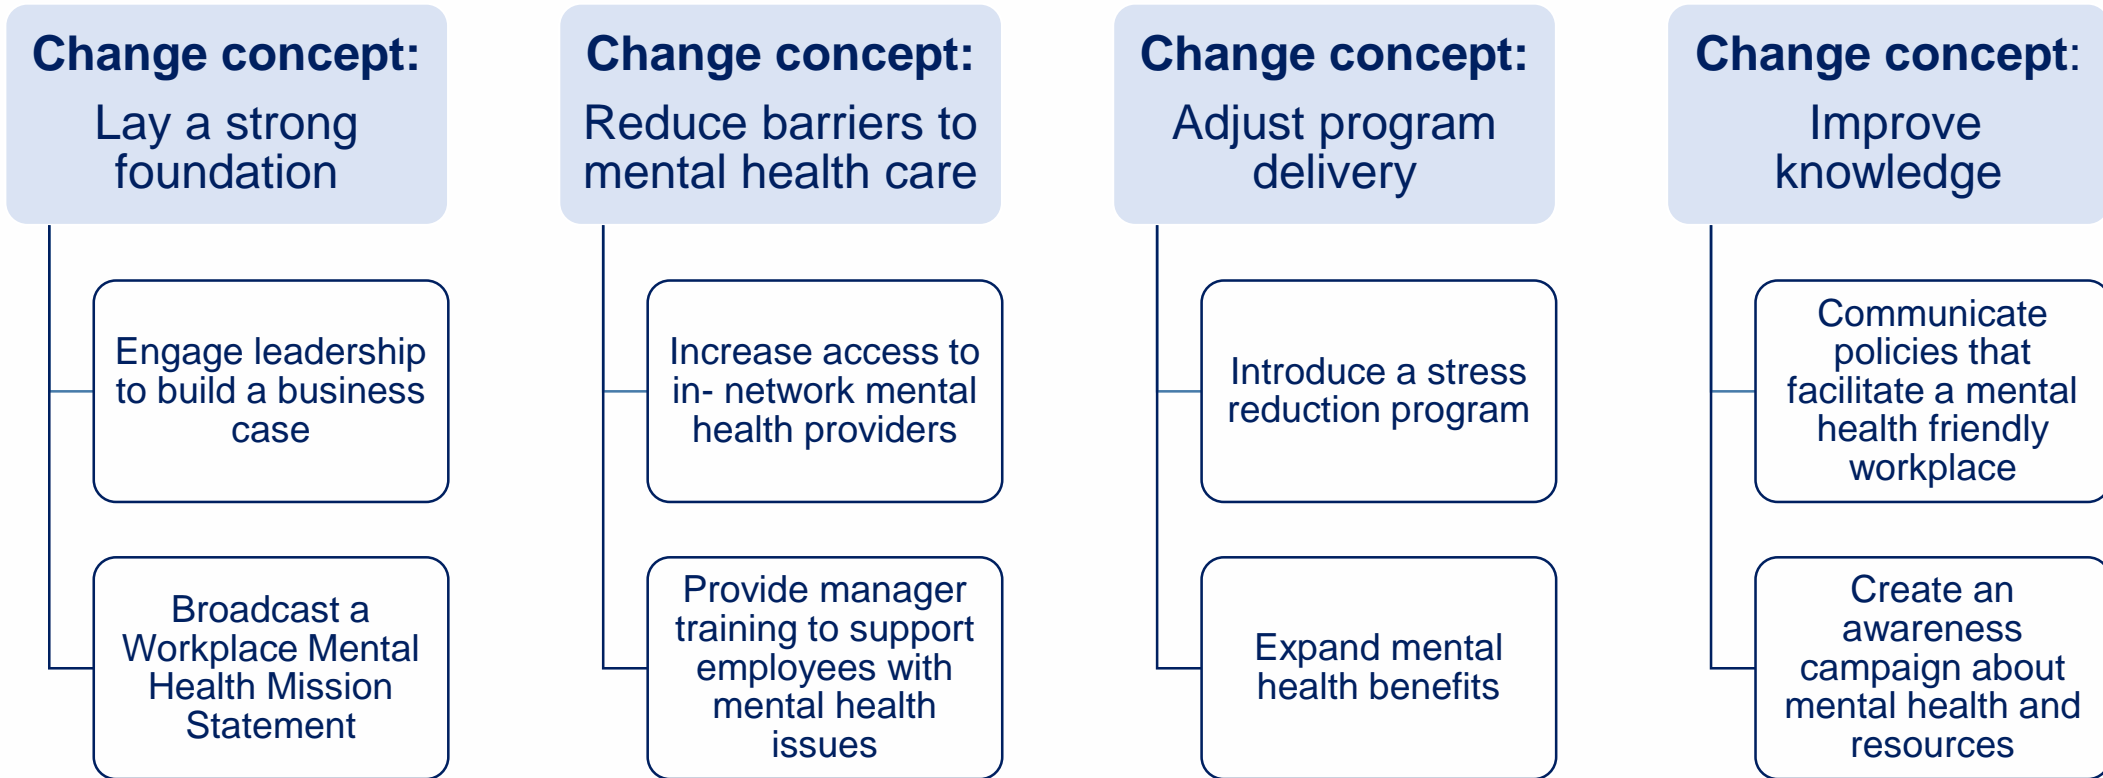 Change concept:
Lay a strong
foundation
Engage leadership
to build a business
case
Broadcast a
Workplace Mental
Health Mission
Statement
Change concept:
Reduce barriers to
mental health care
Increase access to
in- network mental
health providers
Provide manager
training to support
employees with
mental health
issues
Change concept:
Adjust program
delivery
Introduce a stress
reduction program
Expand mental
health benefits
Change concept:
Improve
knowledge
Communicate
policies that
facilitate a mental
health friendly
workplace
Create an
awareness
campaign about
mental health and
resources